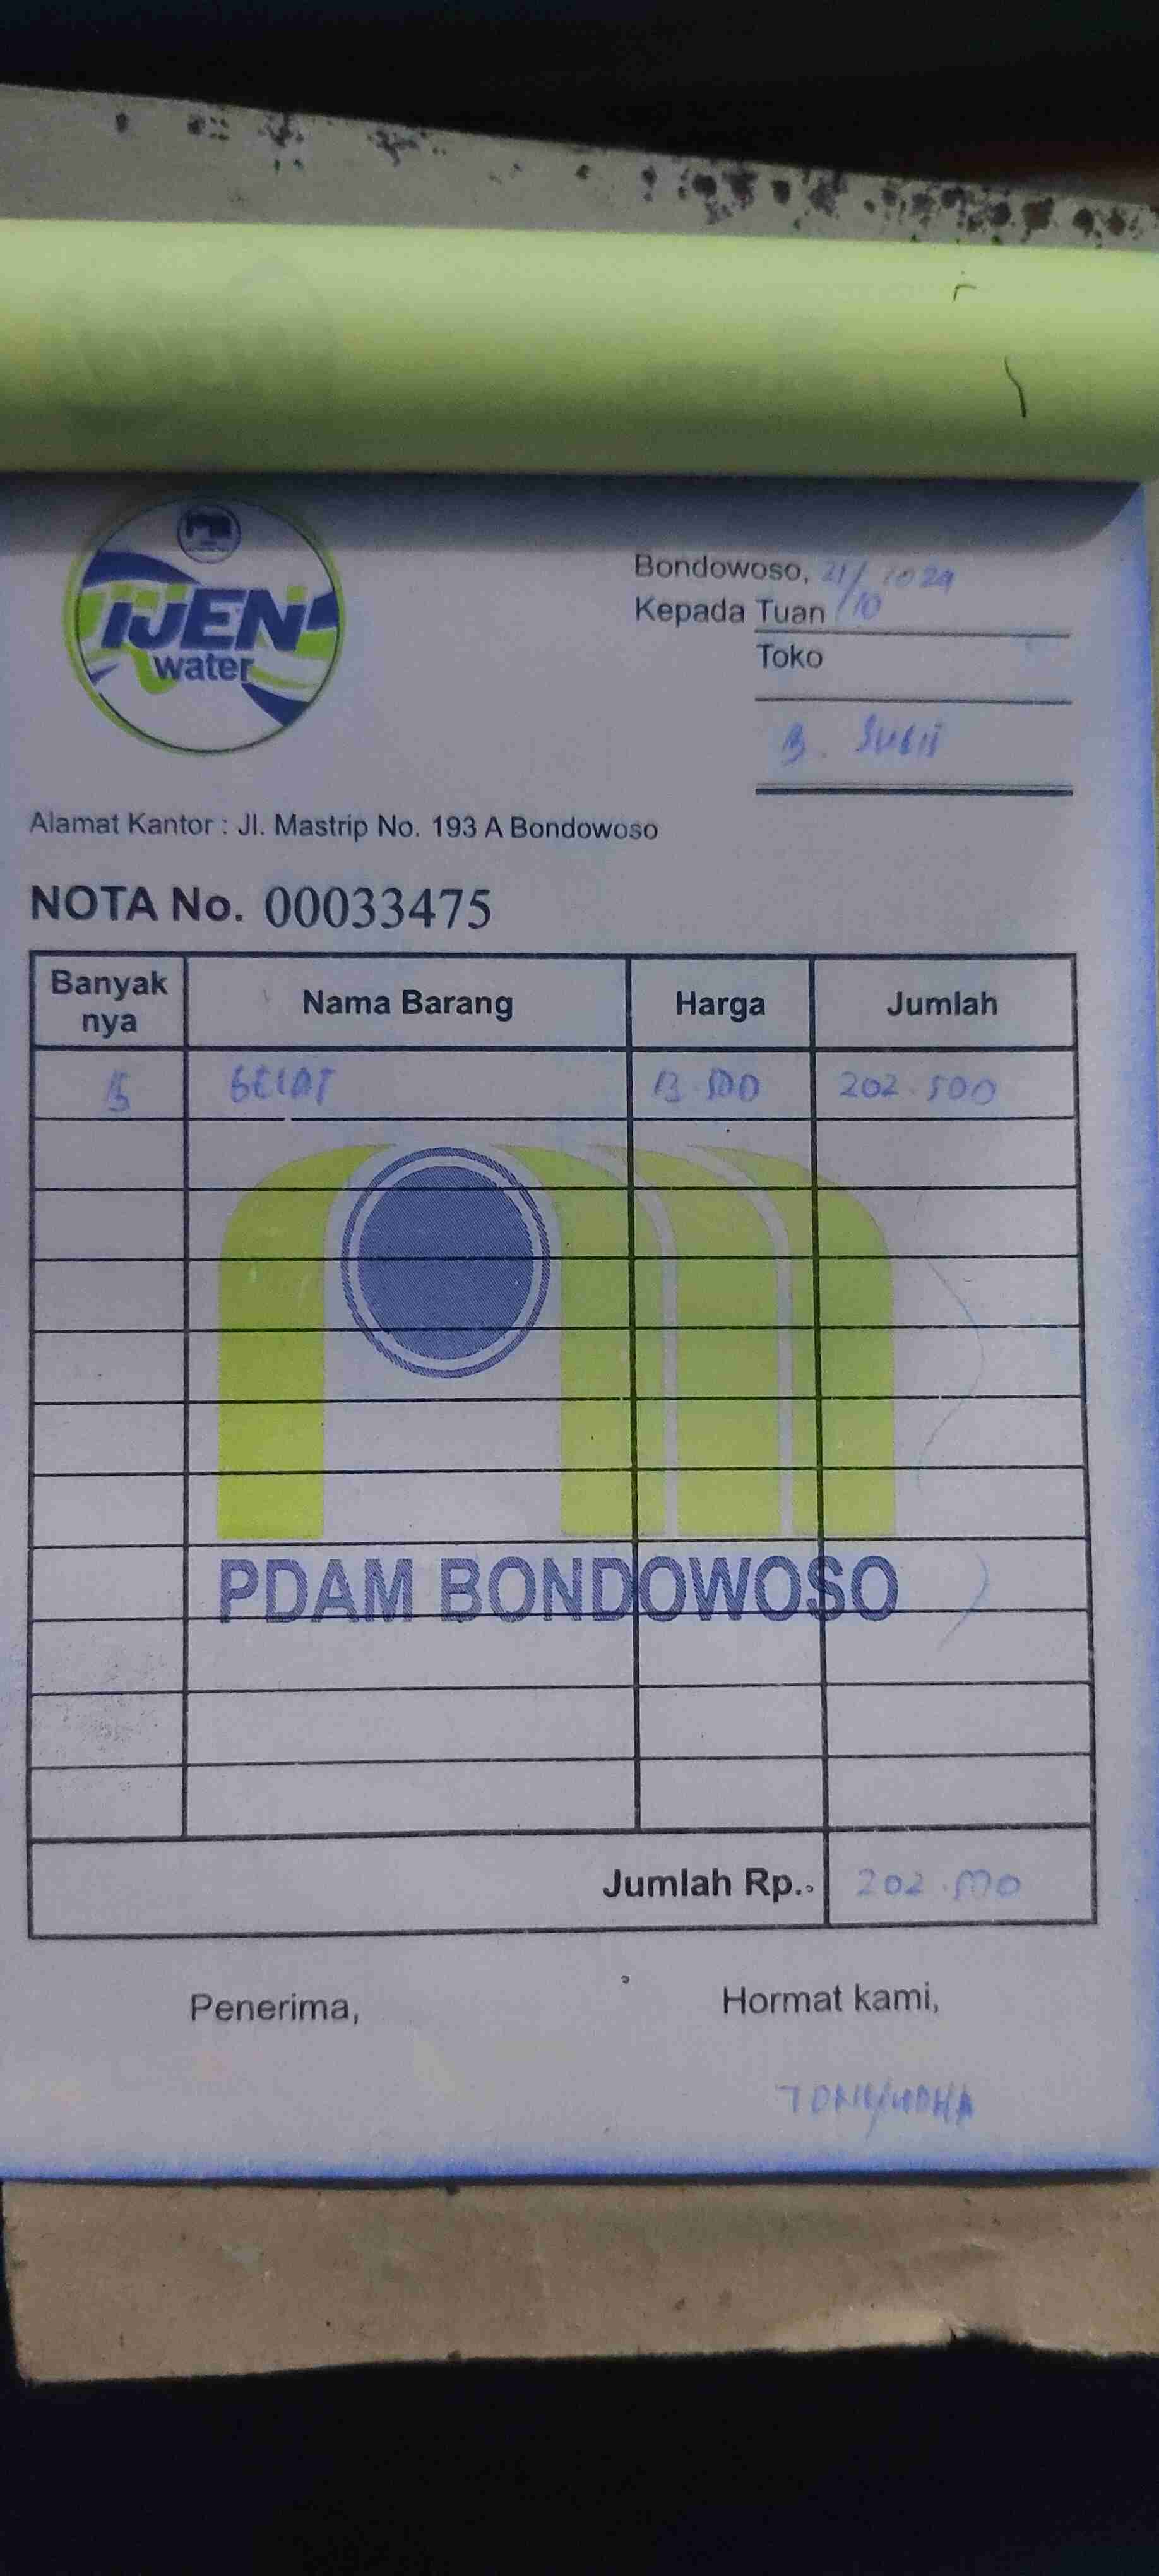 IJEN
water
Bondowoso, 21/10 2024
Kepada Tuan
Toko
B. Susi
Alamat Kantor : Jl. Mastrip No. 193 A Bondowoso
NOTA No. 00033475
Banyak nya Nama Barang Harga Jumlah
15 GELAS 13.500 202.500
PDAM BONDOWOSO
Jumlah Rp. 202.500
Penerima, Hormat kami,
TONI/YUDHA